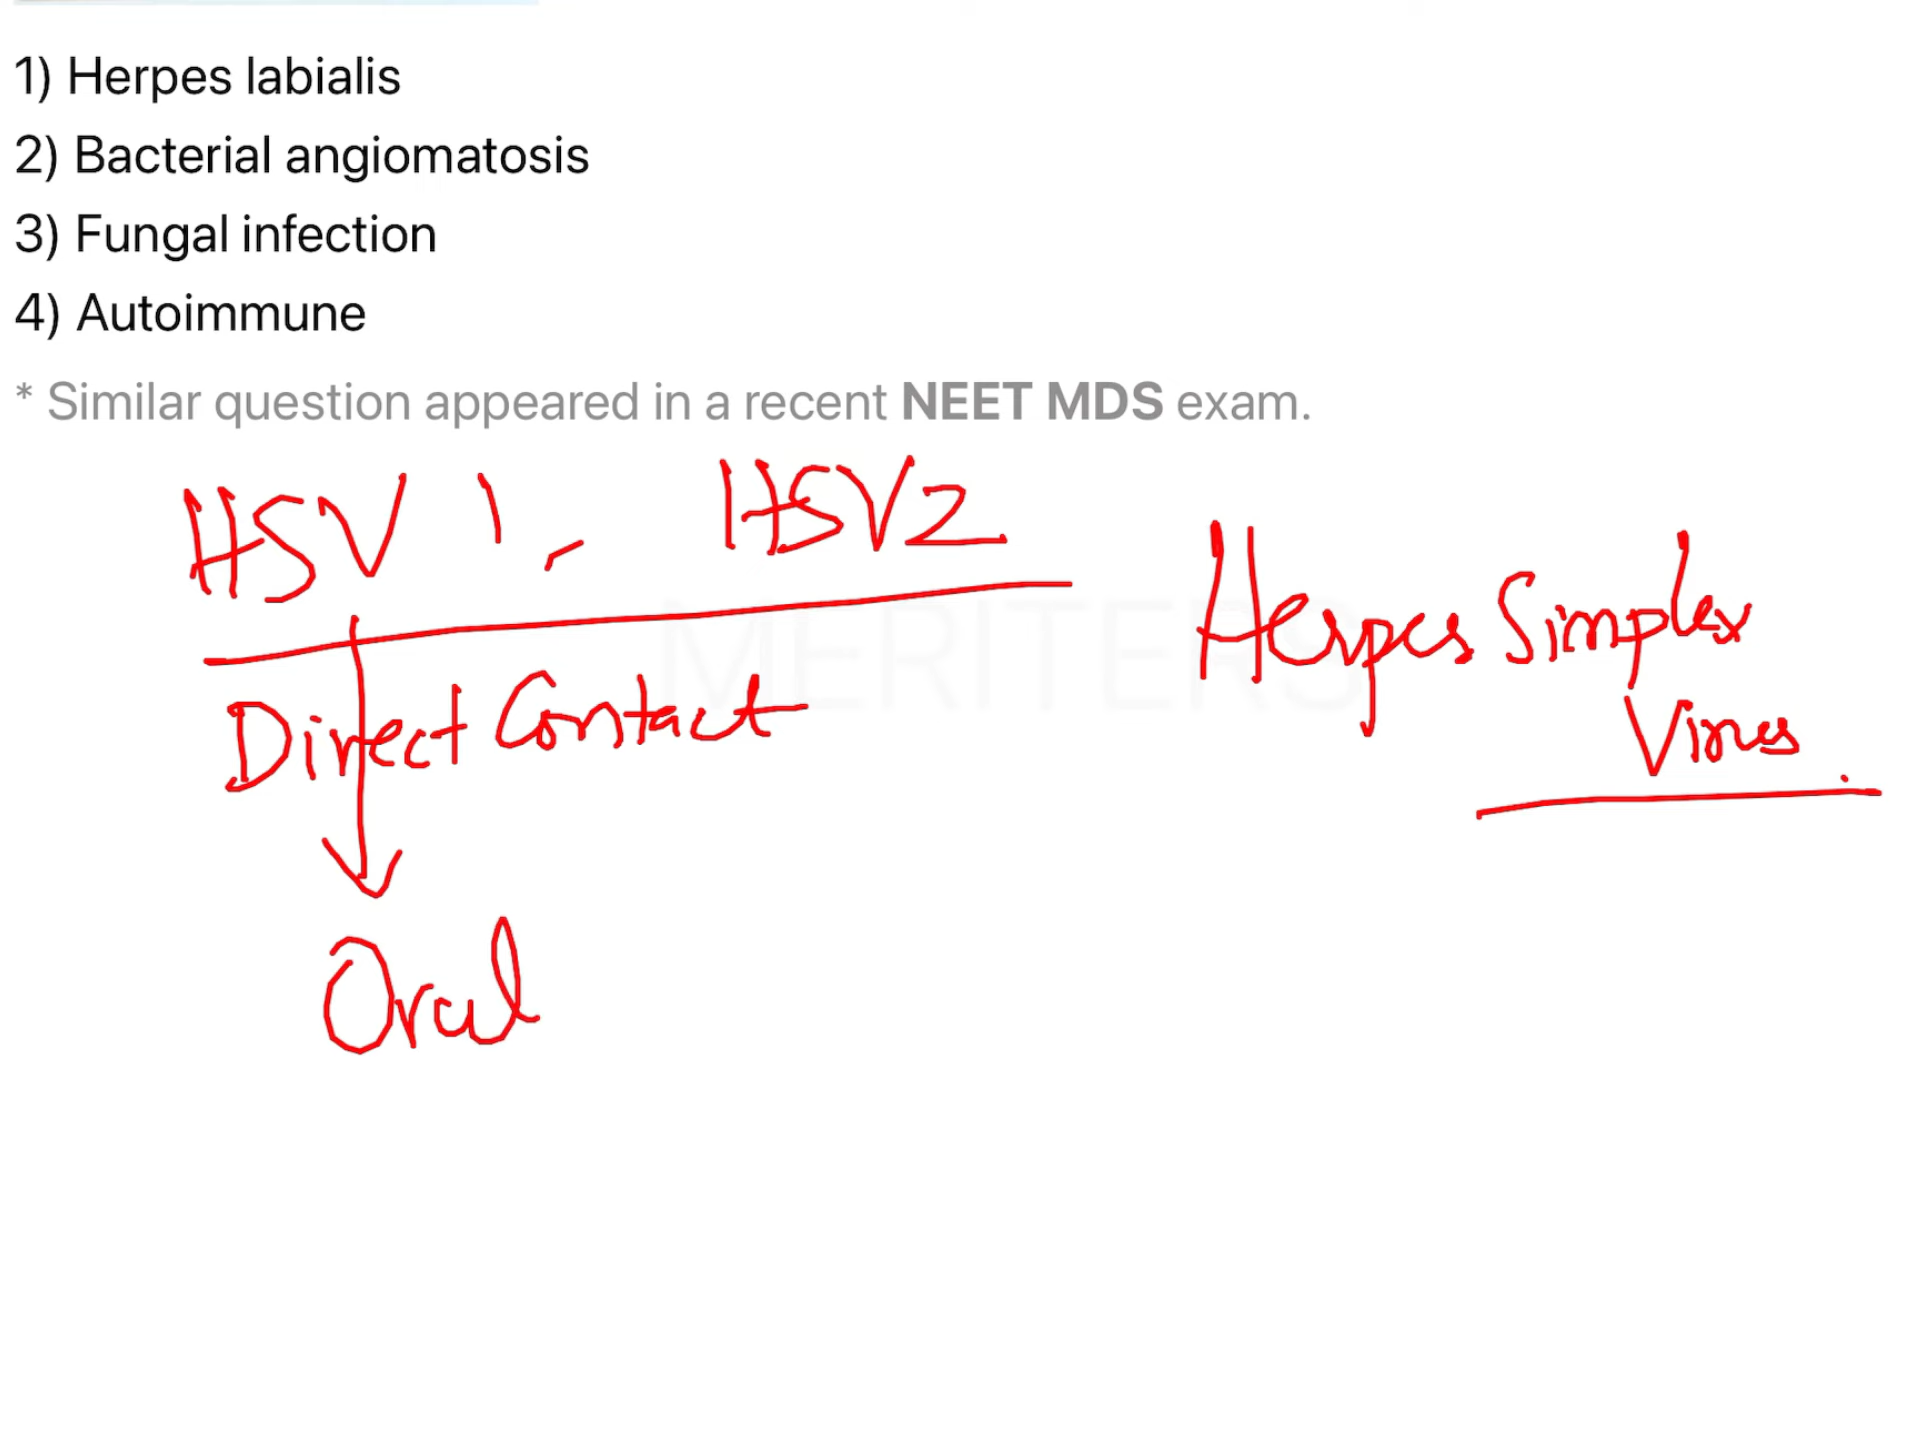 1) Herpes labialis
2) Bacterial angiomatosis
3) Fungal infection
4) Autoimmune
* Similar question appeared in a recent NEET MDS exam.
HSV 1, HSV2
Herpes Simplex
Virus
Direct Contact
Oral
MERITERS